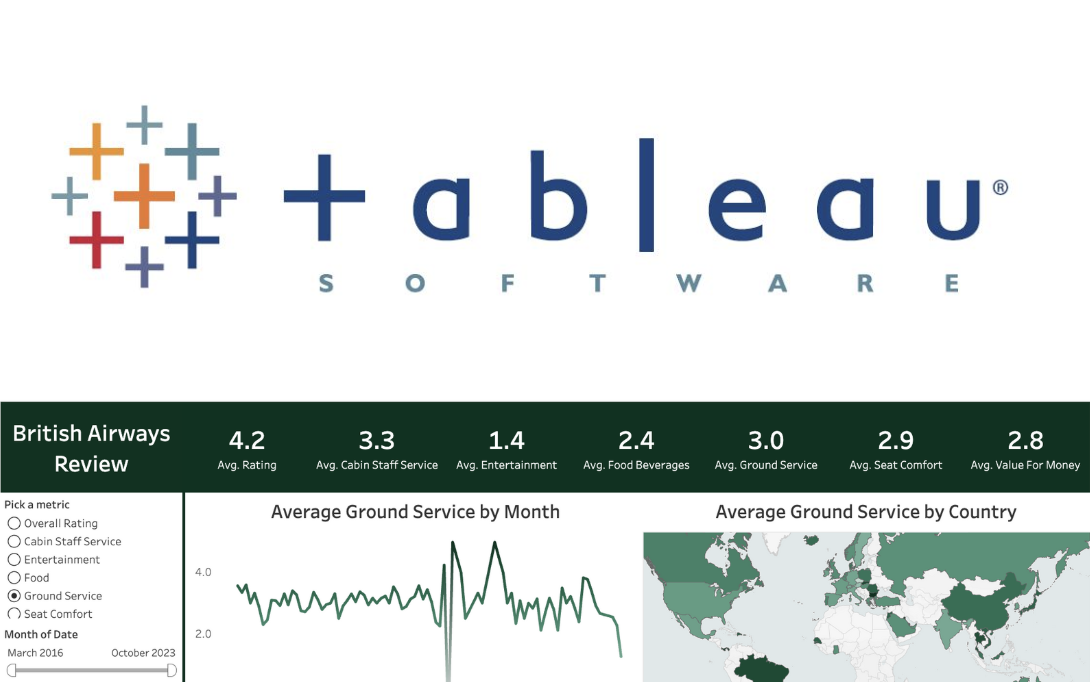 tableau®
SOFTWARE
British Airways
Review
4.2
Avg. Rating
3.3
Avg. Cabin Staff Service
1.4
Avg. Entertainment
2.4
Avg. Food Beverages
3.0
Avg. Ground Service
2.9
Avg. Seat Comfort
2.8
Avg. Value For Money
Pick a metric
Overall Rating
Cabin Staff Service
Entertainment
Food
Ground Service
Seat Comfort
Month of Date
March 2016 October 2023
Average Ground Service by Month
4.0
2.0
Average Ground Service by Country